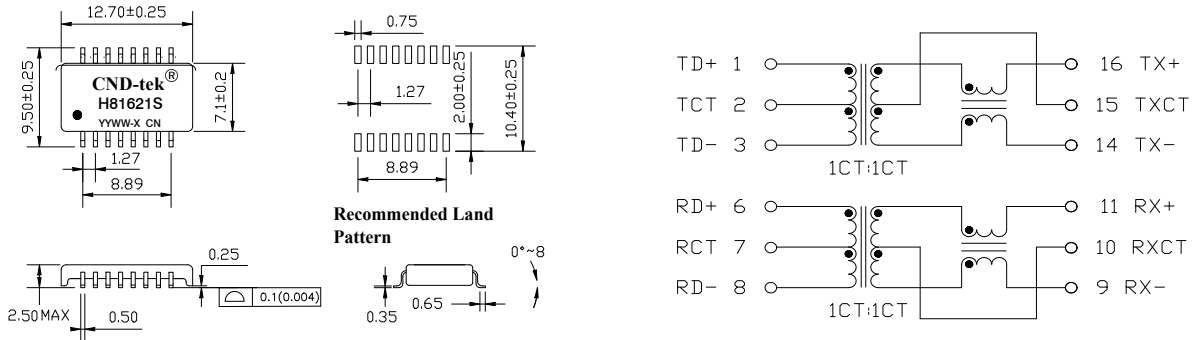 12.70±0.25
9.50±0.25
CND-tek®
H81621S
YYWW-X CN
7.1±0.2
1.27
8.89
0.75
1.27
2.00±0.25
10.40±0.25
8.89
Recommended Land
Pattern
0.25
2.50MAX
0.50
0.1(0.004)
0°~8
0.65
0.35
TD+ 1
TCT 2
TD- 3
1CT:1CT
16 TX+
15 TXCT
14 TX-
RD+ 6
RCT 7
RD- 8
1CT:1CT
11 RX+
10 RXCT
9 RX-